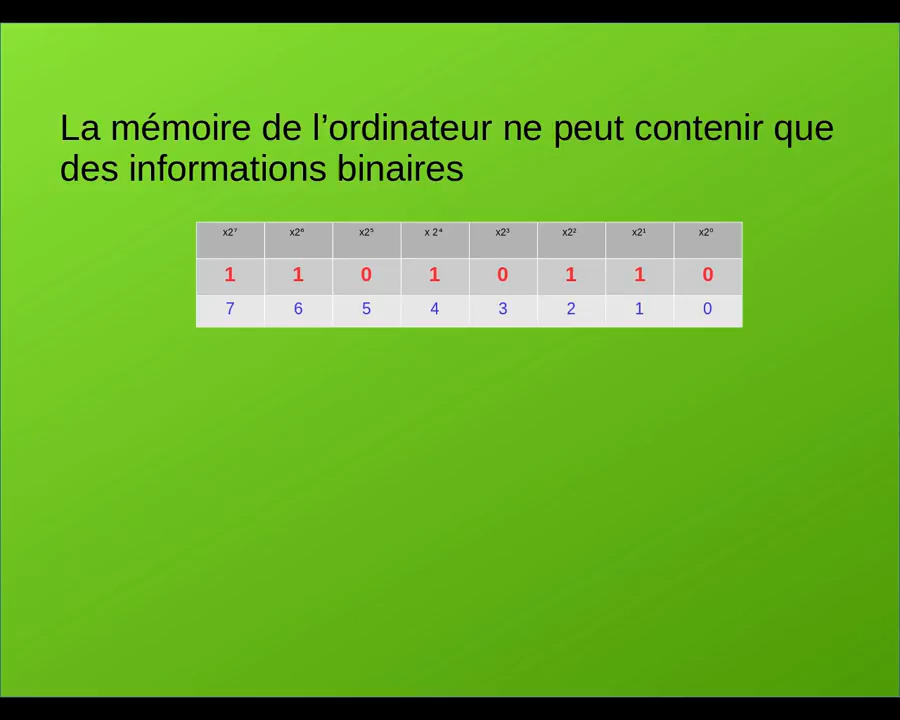 La mémoire de l’ordinateur ne peut contenir que
des informations binaires
x2⁷ x2⁶ x2⁵ x 2⁴ x2³ x2² x2¹ x2⁰
1 1 0 1 0 1 1 0
7 6 5 4 3 2 1 0